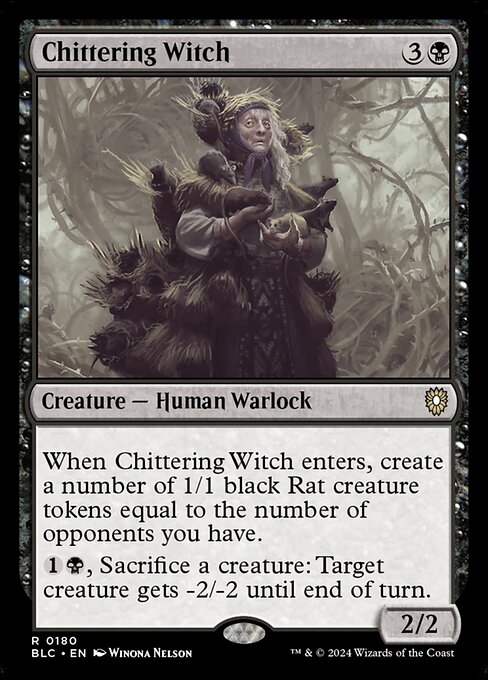 Chittering Witch 3
Creature — Human Warlock
When Chittering Witch enters, create
a number of 1/1 black Rat creature
tokens equal to the number of
opponents you have.
1, Sacrifice a creature: Target
creature gets -2/-2 until end of turn.
2/2
R 0180
BLC • EN Winona Nelson
™ & © 2024 Wizards of the Coast